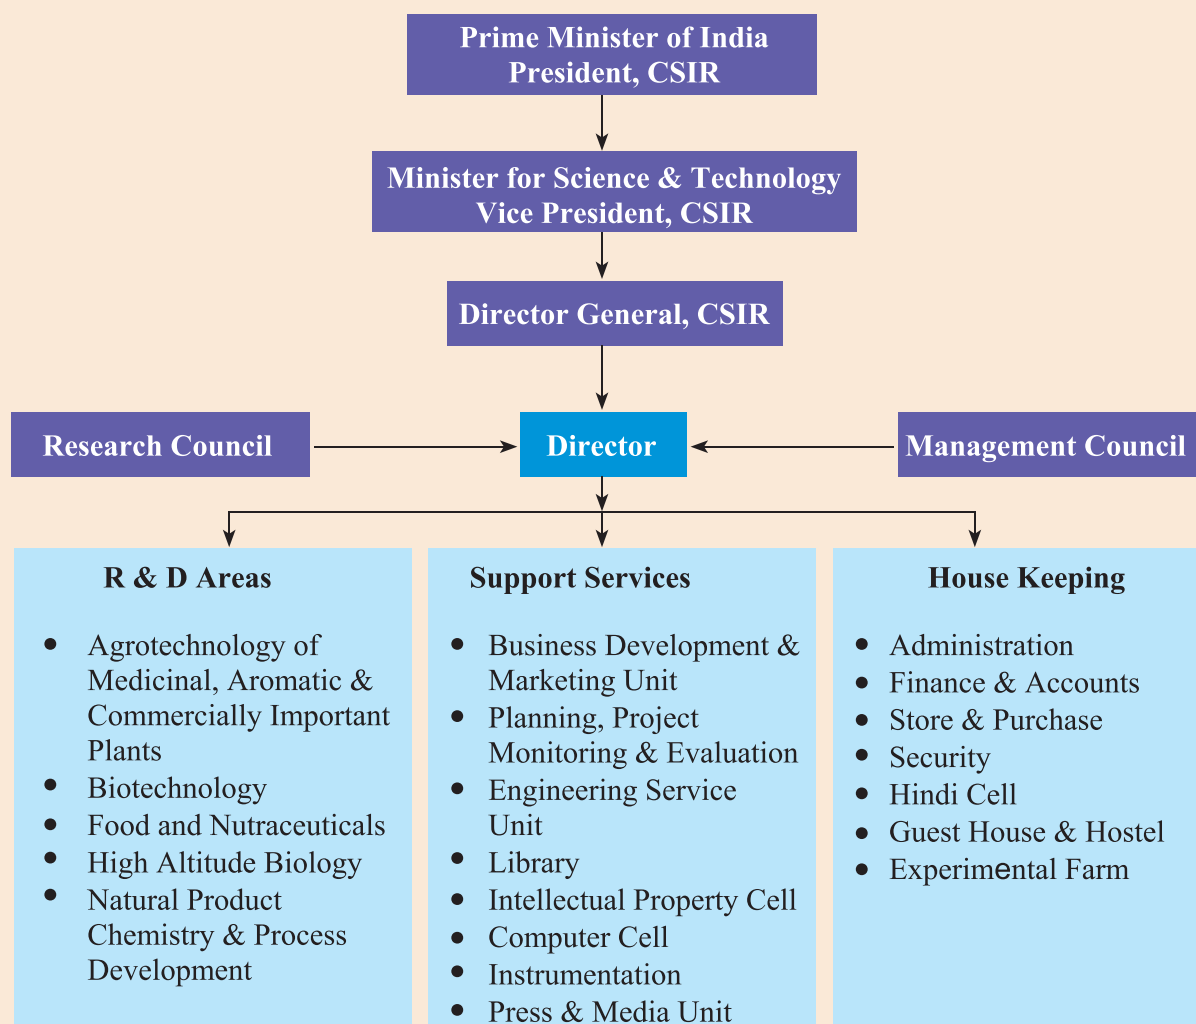 Prime Minister of India
President, CSIR
Minister for Science & Technology
Vice President, CSIR
Director General, CSIR
Research Council
Director
Management Council
R & D Areas
• Agrotechnology of
Medicinal, Aromatic &
Commercially Important
Plants
• Biotechnology
• Food and Nutraceuticals
• High Altitude Biology
• Natural Product
Chemistry & Process
Development
Support Services
• Business Development &
Marketing Unit
• Planning, Project
Monitoring & Evaluation
• Engineering Service
Unit
• Library
• Intellectual Property Cell
• Computer Cell
• Instrumentation
• Press & Media Unit
House Keeping
• Administration
• Finance & Accounts
• Store & Purchase
• Security
• Hindi Cell
• Guest House & Hostel
• Experimental Farm